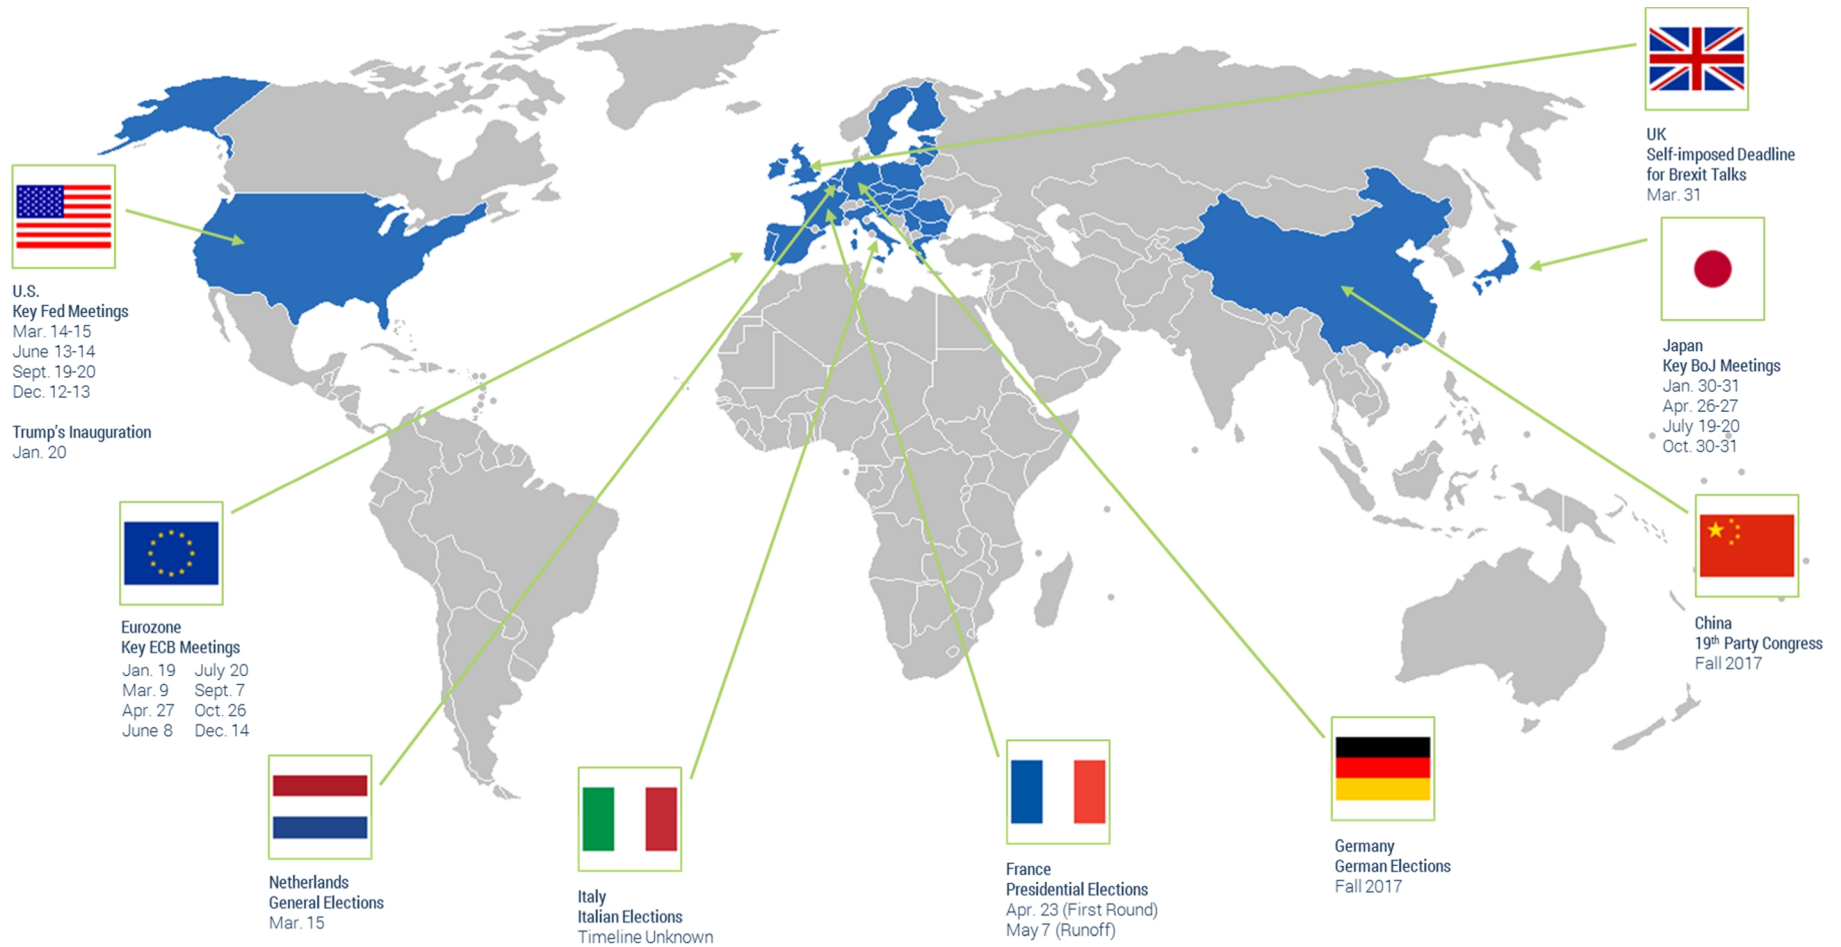 UK
Self-imposed Deadline
for Brexit Talks
Mar. 31
U.S.
Key Fed Meetings
Mar. 14-15
June 13-14
Sept. 19-20
Dec. 12-13
Trump's Inauguration
Jan. 20
Japan
Key BoJ Meetings
Jan. 30-31
Apr. 26-27
July 19-20
Oct. 30-31
Eurozone
Key ECB Meetings
Jan. 19 July 20
Mar. 9 Sept. 7
Apr. 27 Oct. 26
June 8 Dec. 14
China
19th Party Congress
Fall 2017
Netherlands
General Elections
Mar. 15
Italy
Italian Elections
Timeline Unknown
France
Presidential Elections
Apr. 23 (First Round)
May 7 (Runoff)
Germany
German Elections
Fall 2017